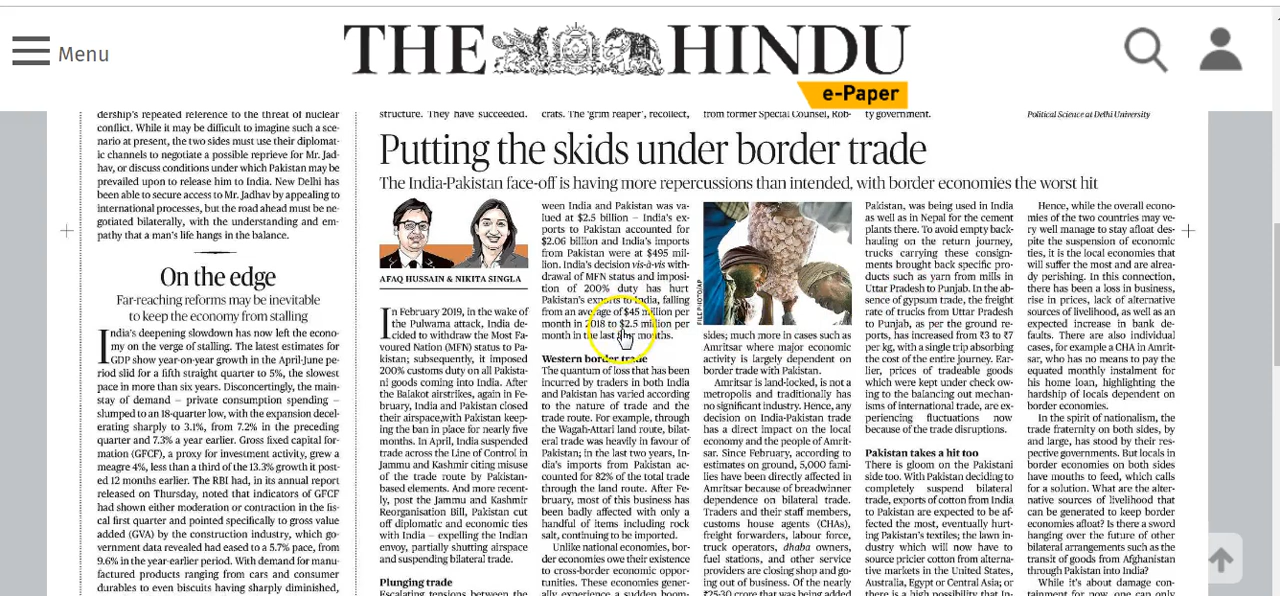 Menu
THE HINDU
e-Paper
dership's repeated reference to the threat of nuclear
conflict. While it may be difficult to imagine such a sce-
nario at present, the two sides must use their diplomat-
ic channels to negotiate a possible reprieve for Mr. Jad-
hav, or discuss conditions under which Pakistan may be
prevailed upon to release him to India. New Delhi has
been able to secure access to Mr. Jadhav by appealing to
international processes, but the road ahead must be ne-
gotiated bilaterally, with the understanding and em-
pathy that a man's life hangs in the balance.
On the edge
Far-reaching reforms may be inevitable
to keep the economy from stalling
India's deepening slowdown has now left the econo-
my on the verge of stalling. The latest estimates for
GDP show year-on-year growth in the April-June pe-
riod slid for a fifth straight quarter to 5%, the slowest
pace in more than six years. Disconcertingly, the main-
stay of demand – private consumption spending –
slumped to an 18-quarter low, with the expansion decel-
erating sharply to 3.1%, from 7.2% in the preceding
quarter and 7.3% a year earlier. Gross fixed capital for-
mation (GFCF), a proxy for investment activity, grew a
meagre 4%, less than a third of the 13.3% growth it post-
ed 12 months earlier. The RBI had, in its annual report
released on Thursday, noted that indicators of GFCF
had shown either moderation or contraction in the fis-
cal first quarter and pointed specifically to gross value
added (GVA) by the construction industry, which go-
vernment data revealed had eased to a 5.7% pace, from
9.6% in the year-earlier period. With demand for manu-
factured products ranging from cars and consumer
durables to even biscuits having sharply diminished,
structure. They have succeeded.
crats. The 'grim reaper', recollect,
from former Special Counsel, Rob-
ty government.
Political Science at Delhi University
Putting the skids under border trade
The India-Pakistan face-off is having more repercussions than intended, with border economies the worst hit
AFAQ HUSSAIN & NIKITA SINGLA
In February 2019, in the wake of
the Pulwama attack, India de-
cided to withdraw the Most Fa-
voured Nation (MFN) status to Pa-
kistan; subsequently, it imposed
200% customs duty on all Pakista-
ni goods coming into India. After
the Balakot airstrikes, again in Fe-
bruary, India and Pakistan closed
their airspace,with Pakistan keep-
ing the ban in place for nearly five
months. In April, India suspended
trade across the Line of Control in
Jammu and Kashmir citing misuse
of the trade route by Pakistan-
based elements. And more recent-
ly, post the Jammu and Kashmir
Reorganisation Bill, Pakistan cut
off diplomatic and economic ties
with India – expelling the Indian
envoy, partially shutting airspace
and suspending bilateral trade.
Plunging trade
Escalating tensions between the
ween India and Pakistan was va-
lued at $2.5 billion – India's ex-
ports to Pakistan accounted for
$2.06 billion and India's imports
from Pakistan were at $495 mil-
lion. India's decision vis-à-vis with-
drawal of MFN status and imposi-
tion of 200% duty has hurt
Pakistan's exports to India, falling
from an average of $45 million per
month in 2018 to $2.5 million per
month in the last four months.
Western border trade
The quantum of loss that has been
incurred by traders in both India
and Pakistan has varied according
to the nature of trade and the
trade route. For example, through
the Wagah-Attari land route, bilat-
eral trade was heavily in favour of
Pakistan; in the last two years, In-
dia's imports from Pakistan ac-
counted for 82% of the total trade
through the land route. After Fe-
bruary, most of this business has
been badly affected with only a
handful of items including rock
salt, continuing to be imported.
Unlike national economies, bor-
der economies owe their existence
to cross-border economic oppor-
tunities. These economies gener-
ally experience a sudden boom-
FILE PHOTO/AP
sides; much more in cases such as
Amritsar where major economic
activity is largely dependent on
border trade with Pakistan.
Amritsar is land-locked, is not a
metropolis and traditionally has
no significant industry. Hence, any
decision on India-Pakistan trade
has a direct impact on the local
economy and the people of Amrit-
sar. Since February, according to
estimates on ground, 5,000 fami-
lies have been directly affected in
Amritsar because of breadwinner
dependence on bilateral trade.
Traders and their staff members,
customs house agents (CHAs),
freight forwarders, labour force,
truck operators, dhaba owners,
fuel stations, and other service
providers are closing shop and go-
ing out of business. Of the nearly
₹25-30 crore that was being added
Pakistan, was being used in India
as well as in Nepal for the cement
plants there. To avoid empty back-
hauling on the return journey,
trucks carrying these consign-
ments brought back specific pro-
ducts such as yarn from mills in
Uttar Pradesh to Punjab. In the ab-
sence of gypsum trade, the freight
rate of trucks from Uttar Pradesh
to Punjab, as per the ground re-
ports, has increased from ₹3 to ₹7
per kg, with a single trip absorbing
the cost of the entire journey. Ear-
lier, prices of tradeable goods
which were kept under check ow-
ing to the balancing out mechan-
isms of international trade, are ex-
periencing fluctuations now
because of the trade disruptions.
Pakistan takes a hit too
There is gloom on the Pakistani
side too. With Pakistan deciding to
completely suspend bilateral
trade, exports of cotton from India
to Pakistan are expected to be af-
fected the most, eventually hurt-
ing Pakistan's textiles; the lawn in-
dustry which will now have to
source pricier cotton from alter-
native markets in the United States,
Australia, Egypt or Central Asia; or
there is a high possibility that In-
Hence, while the overall econo-
mies of the two countries may ve-
ry well manage to stay afloat des-
pite the suspension of economic
ties, it is the local economies that
will suffer the most and are alrea-
dy perishing. In this connection,
there has been a loss in business,
rise in prices, lack of alternative
sources of livelihood, as well as an
expected increase in bank de-
faults. There are also individual
cases, for example a CHA in Amrit-
sar, who has no means to pay the
equated monthly instalment for
his home loan, highlighting the
hardship of locals dependent on
border economies.
In the spirit of nationalism, the
trade fraternity on both sides, by
and large, has stood by their res-
pective governments. But locals in
border economies on both sides
have mouths to feed, which calls
for a solution. What are the alter-
native sources of livelihood that
can be generated to keep border
economies afloat? Is there a sword
hanging over the future of other
bilateral arrangements such as the
transit of goods from Afghanistan
through Pakistan into India?
While it's about damage con-
tainment for now, one can only